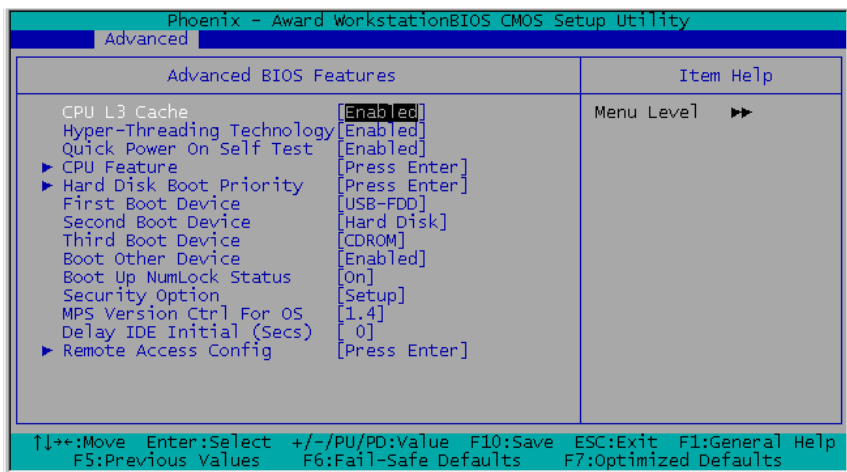 Phoenix - Award WorkstationBIOS CMOS Setup Utility
Advanced
Advanced BIOS Features
Item Help
CPU L3 Cache [Enabled]
Menu Level ►►
Hyper-Threading Technology[Enabled]
Quick Power On Self Test [Enabled]
► CPU Feature [Press Enter]
► Hard Disk Boot Priority [Press Enter]
First Boot Device [USB-FDD]
Second Boot Device [Hard Disk]
Third Boot Device [CDROM]
Boot Other Device [Enabled]
Boot Up NumLock Status [On]
Security Option [Setup]
MPS Version Ctrl For OS [1.4]
Delay IDE Initial (Secs) [ 0]
► Remote Access Config [Press Enter]
↑↓→←:Move Enter:Select +/-/PU/PD:Value F10:Save ESC:Exit F1:General Help
F5:Previous Values F6:Fail-Safe Defaults F7:Optimized Defaults